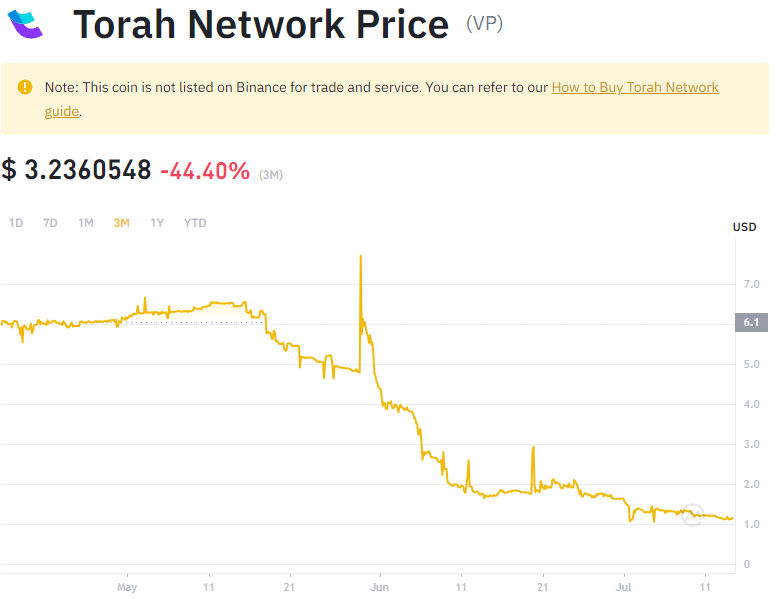 Torah Network Price (VP)
Note: This coin is not listed on Binance for trade and service. You can refer to our How to Buy Torah Network
guide.
$ 3.2360548 -44.40% (3M)
1D 7D 1M 3M 1Y YTD
USD
7.0
6.1
5.0
4.0
3.0
2.0
1.0
0
May 11 21 Jun 11 21 Jul 11